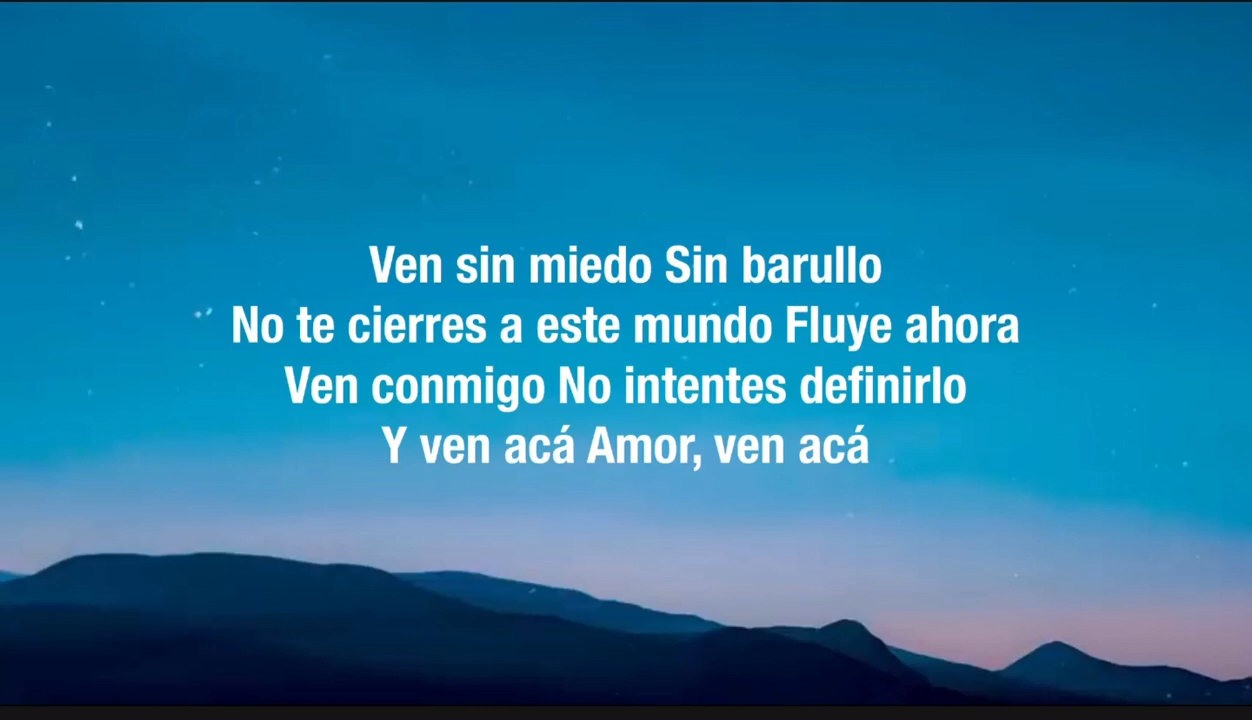 Ven sin miedo Sin barullo
No te cierres a este mundo Fluye ahora
Ven conmigo No intentes definirlo
Y ven acá Amor, ven acá